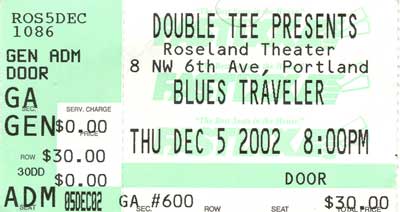 ROS5DEC
1086
GEN ADM
DOOR
GA
SEC. SERV. CHARGE
GEN $0.00
PRICE
ROW $30.00
30DD $0.00
ADM 05DEC02
DOUBLE TEE PRESENTS
Roseland Theater
8 NW 6th Ave, Portland
BLUES TRAVELER
"The Best Seats in the House"
THU DEC 5 2002 8:00PM
DOOR
SEC. ROW SEAT PRICE
GA #600 $30.00